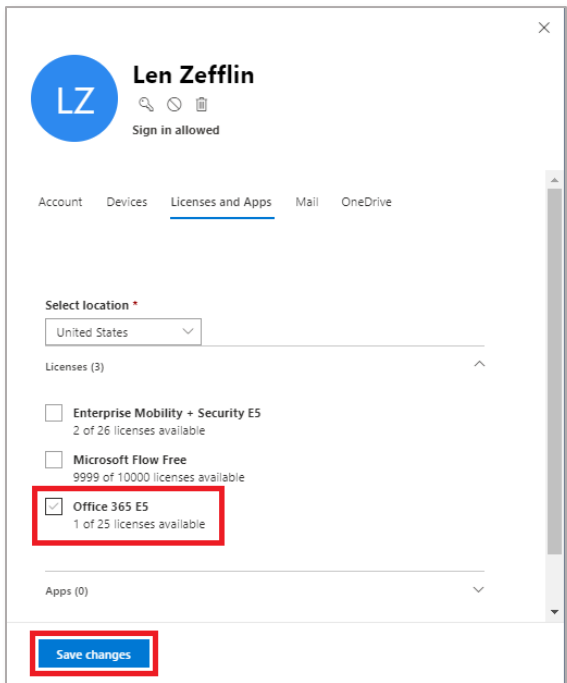 Len Zefflin
LZ
Sign in allowed
Account Devices Licenses and Apps Mail OneDrive
Select location *
United States
Licenses (3)
Enterprise Mobility + Security E5
2 of 26 licenses available
Microsoft Flow Free
9999 of 10000 licenses available
Office 365 E5
1 of 25 licenses available
Apps (0)
Save changes